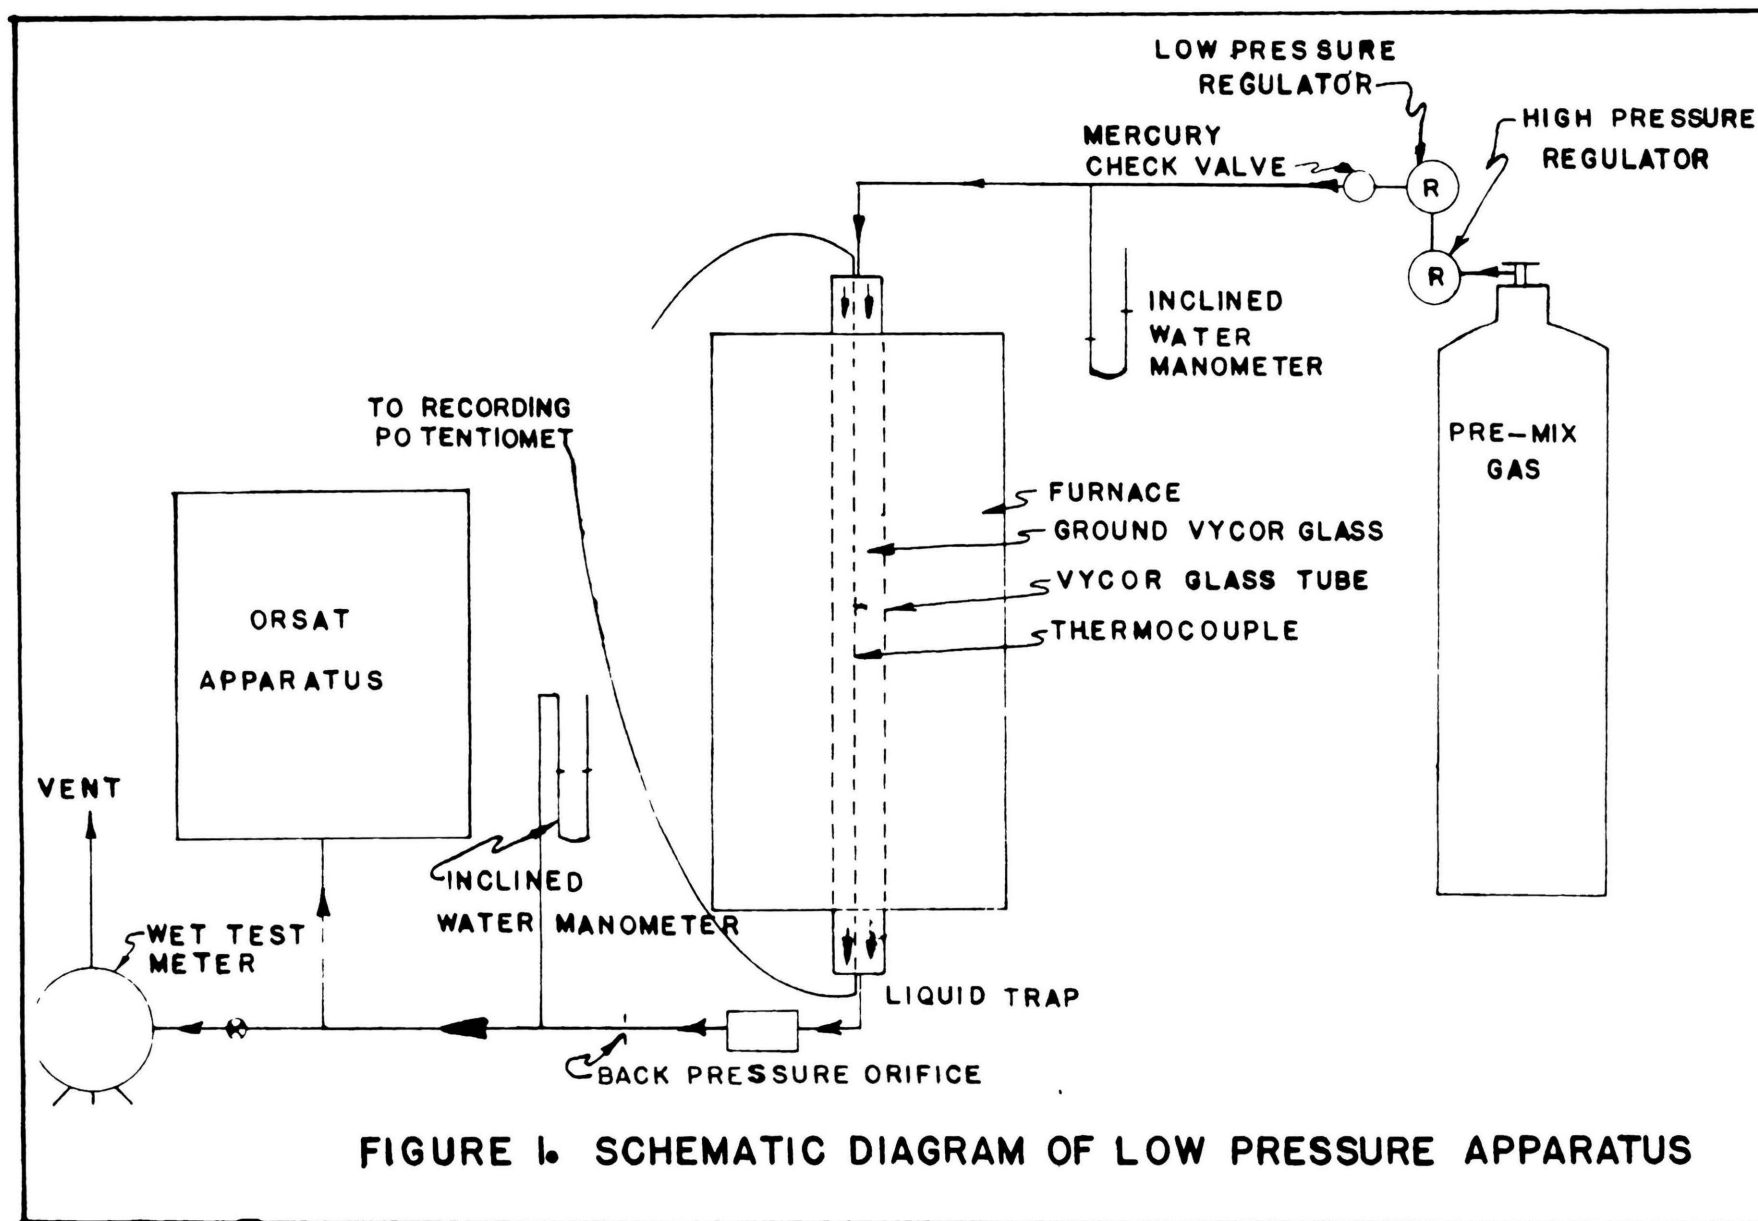 LOW PRESSURE
REGULATOR
HIGH PRESSURE
REGULATOR
MERCURY
CHECK VALVE
R
R
INCLINED
WATER
MANOMETER
PRE-MIX
GAS
TO RECORDING
POTENTIOMET
FURNACE
GROUND VYCOR GLASS
VYCOR GLASS TUBE
THERMOCOUPLE
ORSAT
APPARATUS
VENT
INCLINED
WATER MANOMETER
WET TEST
METER
LIQUID TRAP
BACK PRESSURE ORIFICE
FIGURE 1. SCHEMATIC DIAGRAM OF LOW PRESSURE APPARATUS